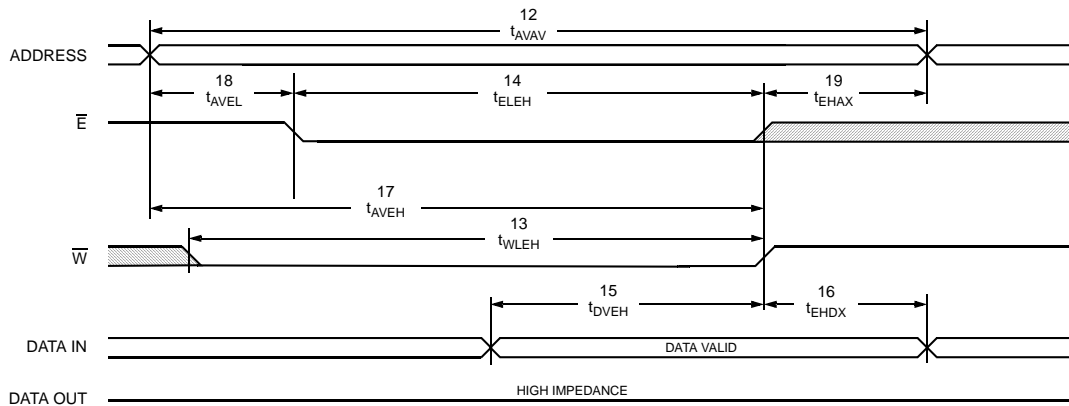 12
tAVAV
ADDRESS
18
tAVEL
14
tELEH
19
tEHAX
E
17
tAVEH
13
tWLEH
W
15
tDVEH
16
tEHDX
DATA IN
DATA VALID
DATA OUT
HIGH IMPEDANCE